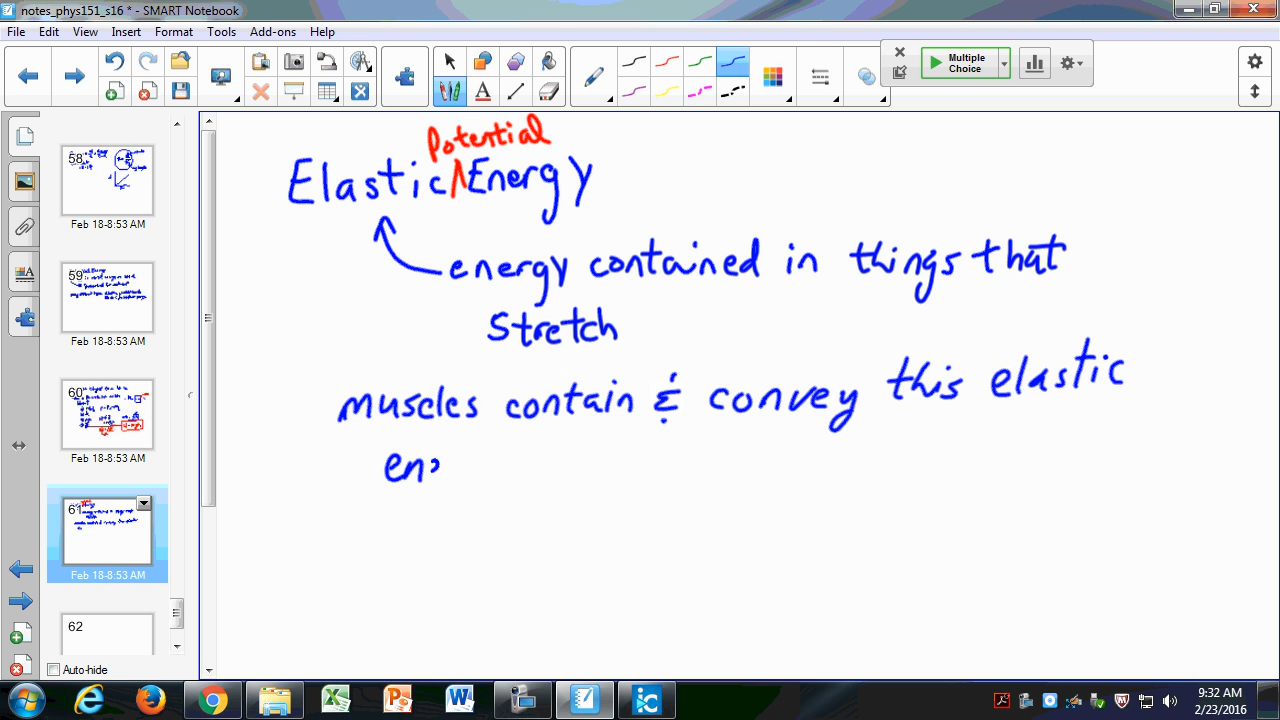 notes_phys151_s16 * - SMART Notebook
File Edit View Insert Format Tools Add-ons Help
Multiple Choice
Potential
Elastic ^ Energy
energy contained in things that
stretch
muscles contain & convey this elastic
en
58
Feb 18-8:53 AM
59
Feb 18-8:53 AM
60
Feb 18-8:53 AM
61
Feb 18-8:53 AM
62
Auto-hide
9:32 AM
2/23/2016